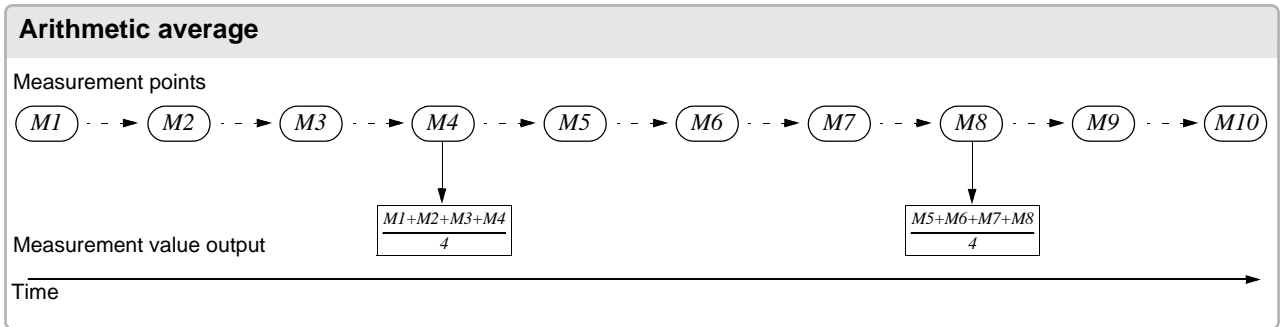 Arithmetic average
Measurement points
M1 M2 M3 M4 M5 M6 M7 M8 M9 M10
M1+M2+M3+M4 M5+M6+M7+M8
4 4
Measurement value output
Time